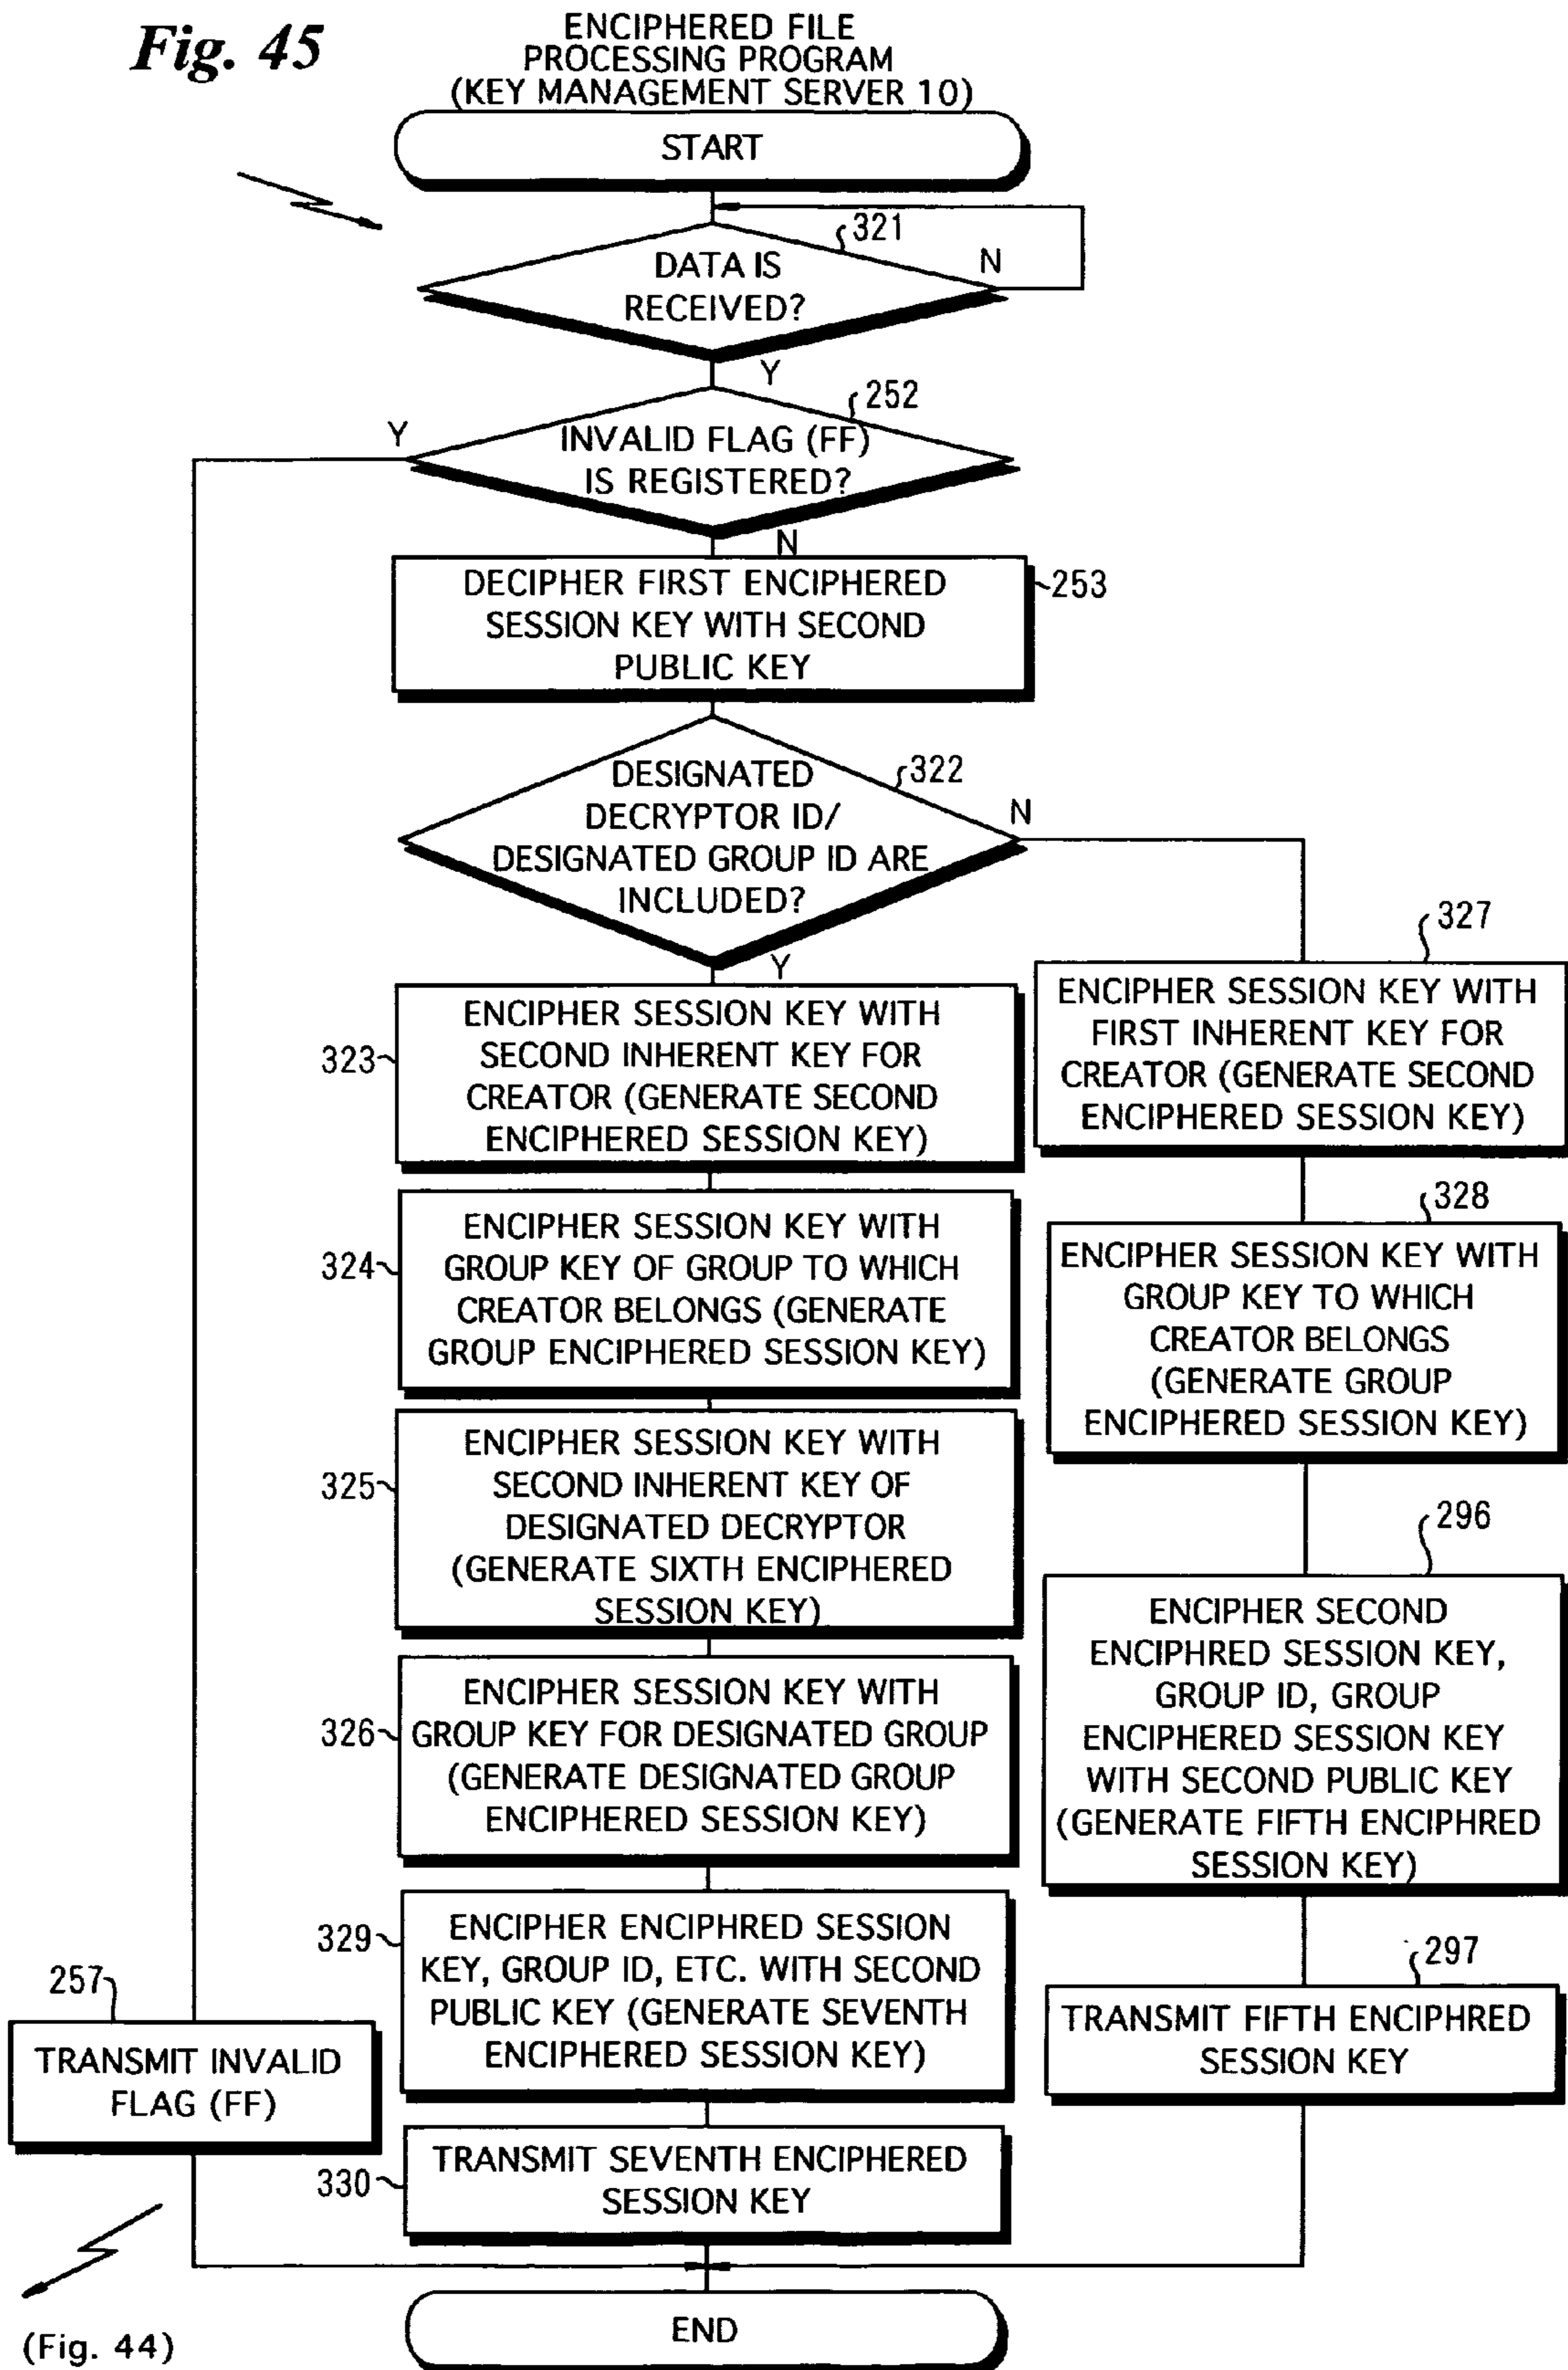 Fig. 45
ENCIPHERED FILE
PROCESSING PROGRAM
(KEY MANAGEMENT SERVER 10)
START
321
DATA IS
RECEIVED?
N
Y
252
Y
INVALID FLAG (FF)
IS REGISTERED?
N
DECIPHER FIRST ENCIPHERED
SESSION KEY WITH SECOND
PUBLIC KEY
253
322
DESIGNATED
DECRYPTOR ID/
DESIGNATED GROUP ID ARE
INCLUDED?
N
Y
323
ENCIPHER SESSION KEY WITH
SECOND INHERENT KEY FOR
CREATOR (GENERATE SECOND
ENCIPHERED SESSION KEY)
327
ENCIPHER SESSION KEY WITH
FIRST INHERENT KEY FOR
CREATOR (GENERATE SECOND
ENCIPHERED SESSION KEY)
324
ENCIPHER SESSION KEY WITH
GROUP KEY OF GROUP TO WHICH
CREATOR BELONGS (GENERATE
GROUP ENCIPHERED SESSION KEY)
328
ENCIPHER SESSION KEY WITH
GROUP KEY TO WHICH
CREATOR BELONGS
(GENERATE GROUP
ENCIPHERED SESSION KEY)
325
ENCIPHER SESSION KEY WITH
SECOND INHERENT KEY OF
DESIGNATED DECRYPTOR
(GENERATE SIXTH ENCIPHERED
SESSION KEY)
296
ENCIPHER SECOND
ENCIPHRED SESSION KEY,
GROUP ID, GROUP
ENCIPHERED SESSION KEY
WITH SECOND PUBLIC KEY
(GENERATE FIFTH ENCIPHRED
SESSION KEY)
326
ENCIPHER SESSION KEY WITH
GROUP KEY FOR DESIGNATED GROUP
(GENERATE DESIGNATED GROUP
ENCIPHERED SESSION KEY)
329
ENCIPHER ENCIPHRED SESSION
KEY, GROUP ID, ETC. WITH SECOND
PUBLIC KEY (GENERATE SEVENTH
ENCIPHERED SESSION KEY)
297
TRANSMIT FIFTH ENCIPHRED
SESSION KEY
257
TRANSMIT INVALID
FLAG (FF)
330
TRANSMIT SEVENTH ENCIPHERED
SESSION KEY
END
(Fig. 44)